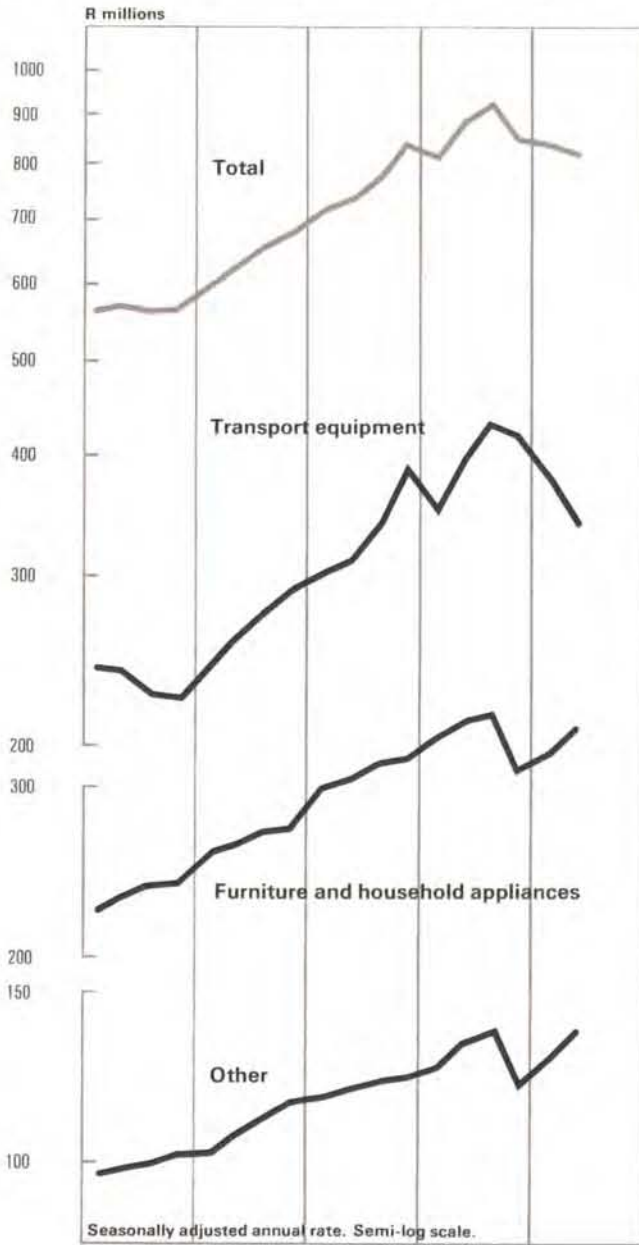 R millions
1000
900
800
Total
700
600
500
Transport equipment
400
300
200
300
Furniture and household appliances
200
150
Other
100
Seasonally adjusted annual rate. Semi-log scale.